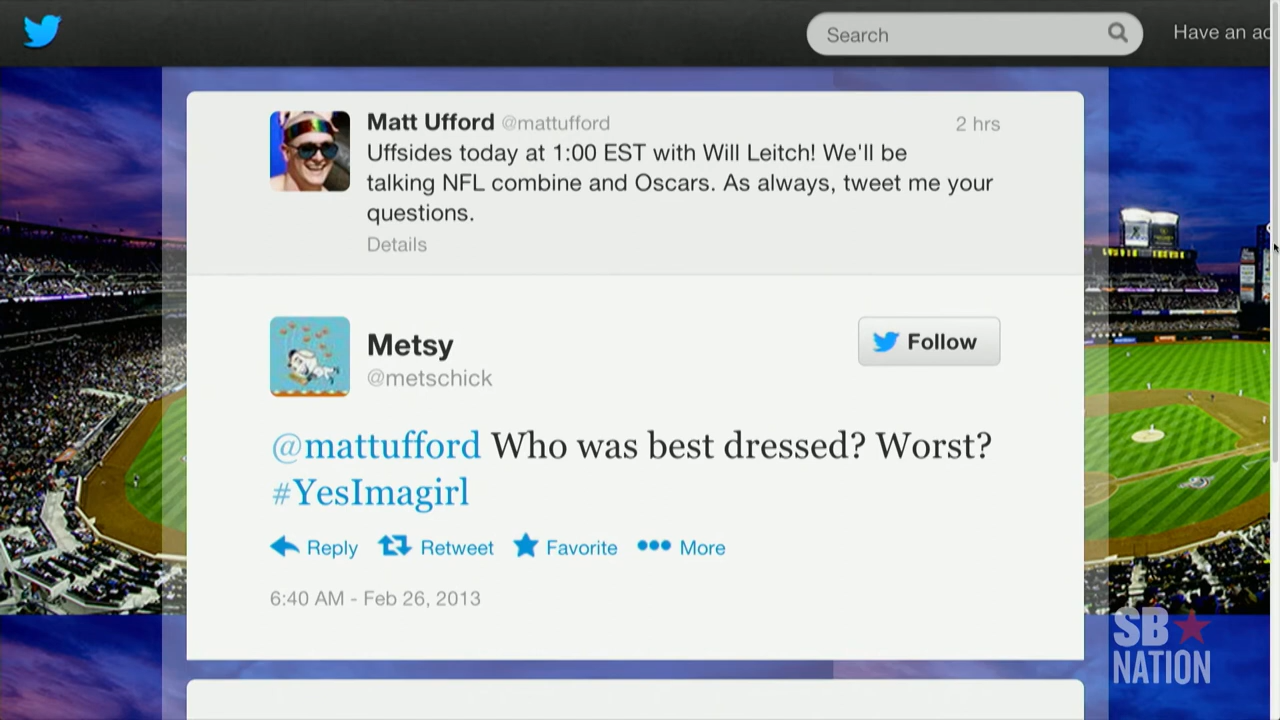 Search
Have an ac
Matt Ufford @mattufford
2 hrs
Uffsides today at 1:00 EST with Will Leitch! We'll be
talking NFL combine and Oscars. As always, tweet me your
questions.
Details
Metsy
@metschick
Follow
@mattufford Who was best dressed? Worst?
#YesImagirl
Reply Retweet Favorite More
6:40 AM - Feb 26, 2013
SB
NATION